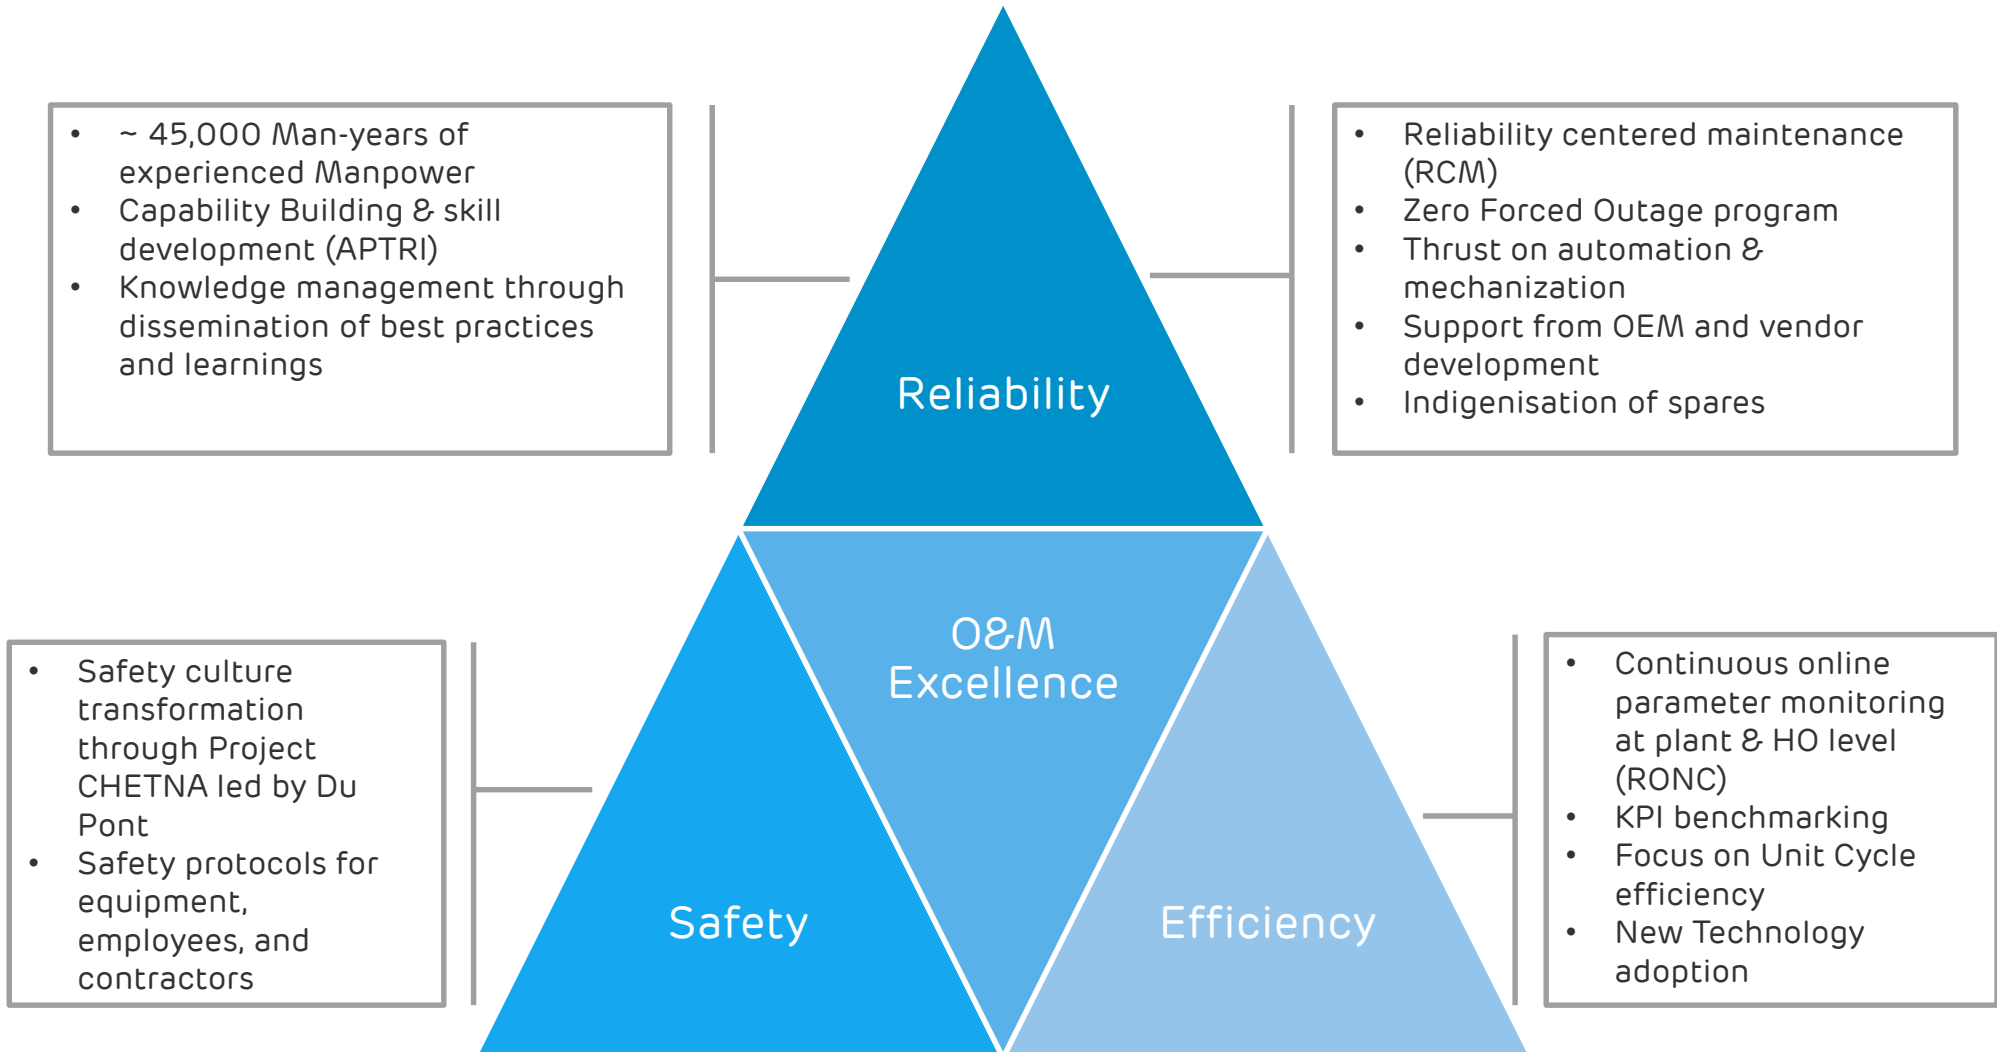 • ~ 45,000 Man-years of
experienced Manpower
• Capability Building & skill
development (APTRI)
• Knowledge management through
dissemination of best practices
and learnings
• Reliability centered maintenance
(RCM)
• Zero Forced Outage program
• Thrust on automation &
mechanization
• Support from OEM and vendor
development
• Indigenisation of spares
Reliability
O&M
Excellence
• Safety culture
transformation
through Project
CHETNA led by Du
Pont
• Safety protocols for
equipment,
employees, and
contractors
Safety
Efficiency
• Continuous online
parameter monitoring
at plant & HO level
(RONC)
• KPI benchmarking
• Focus on Unit Cycle
efficiency
• New Technology
adoption